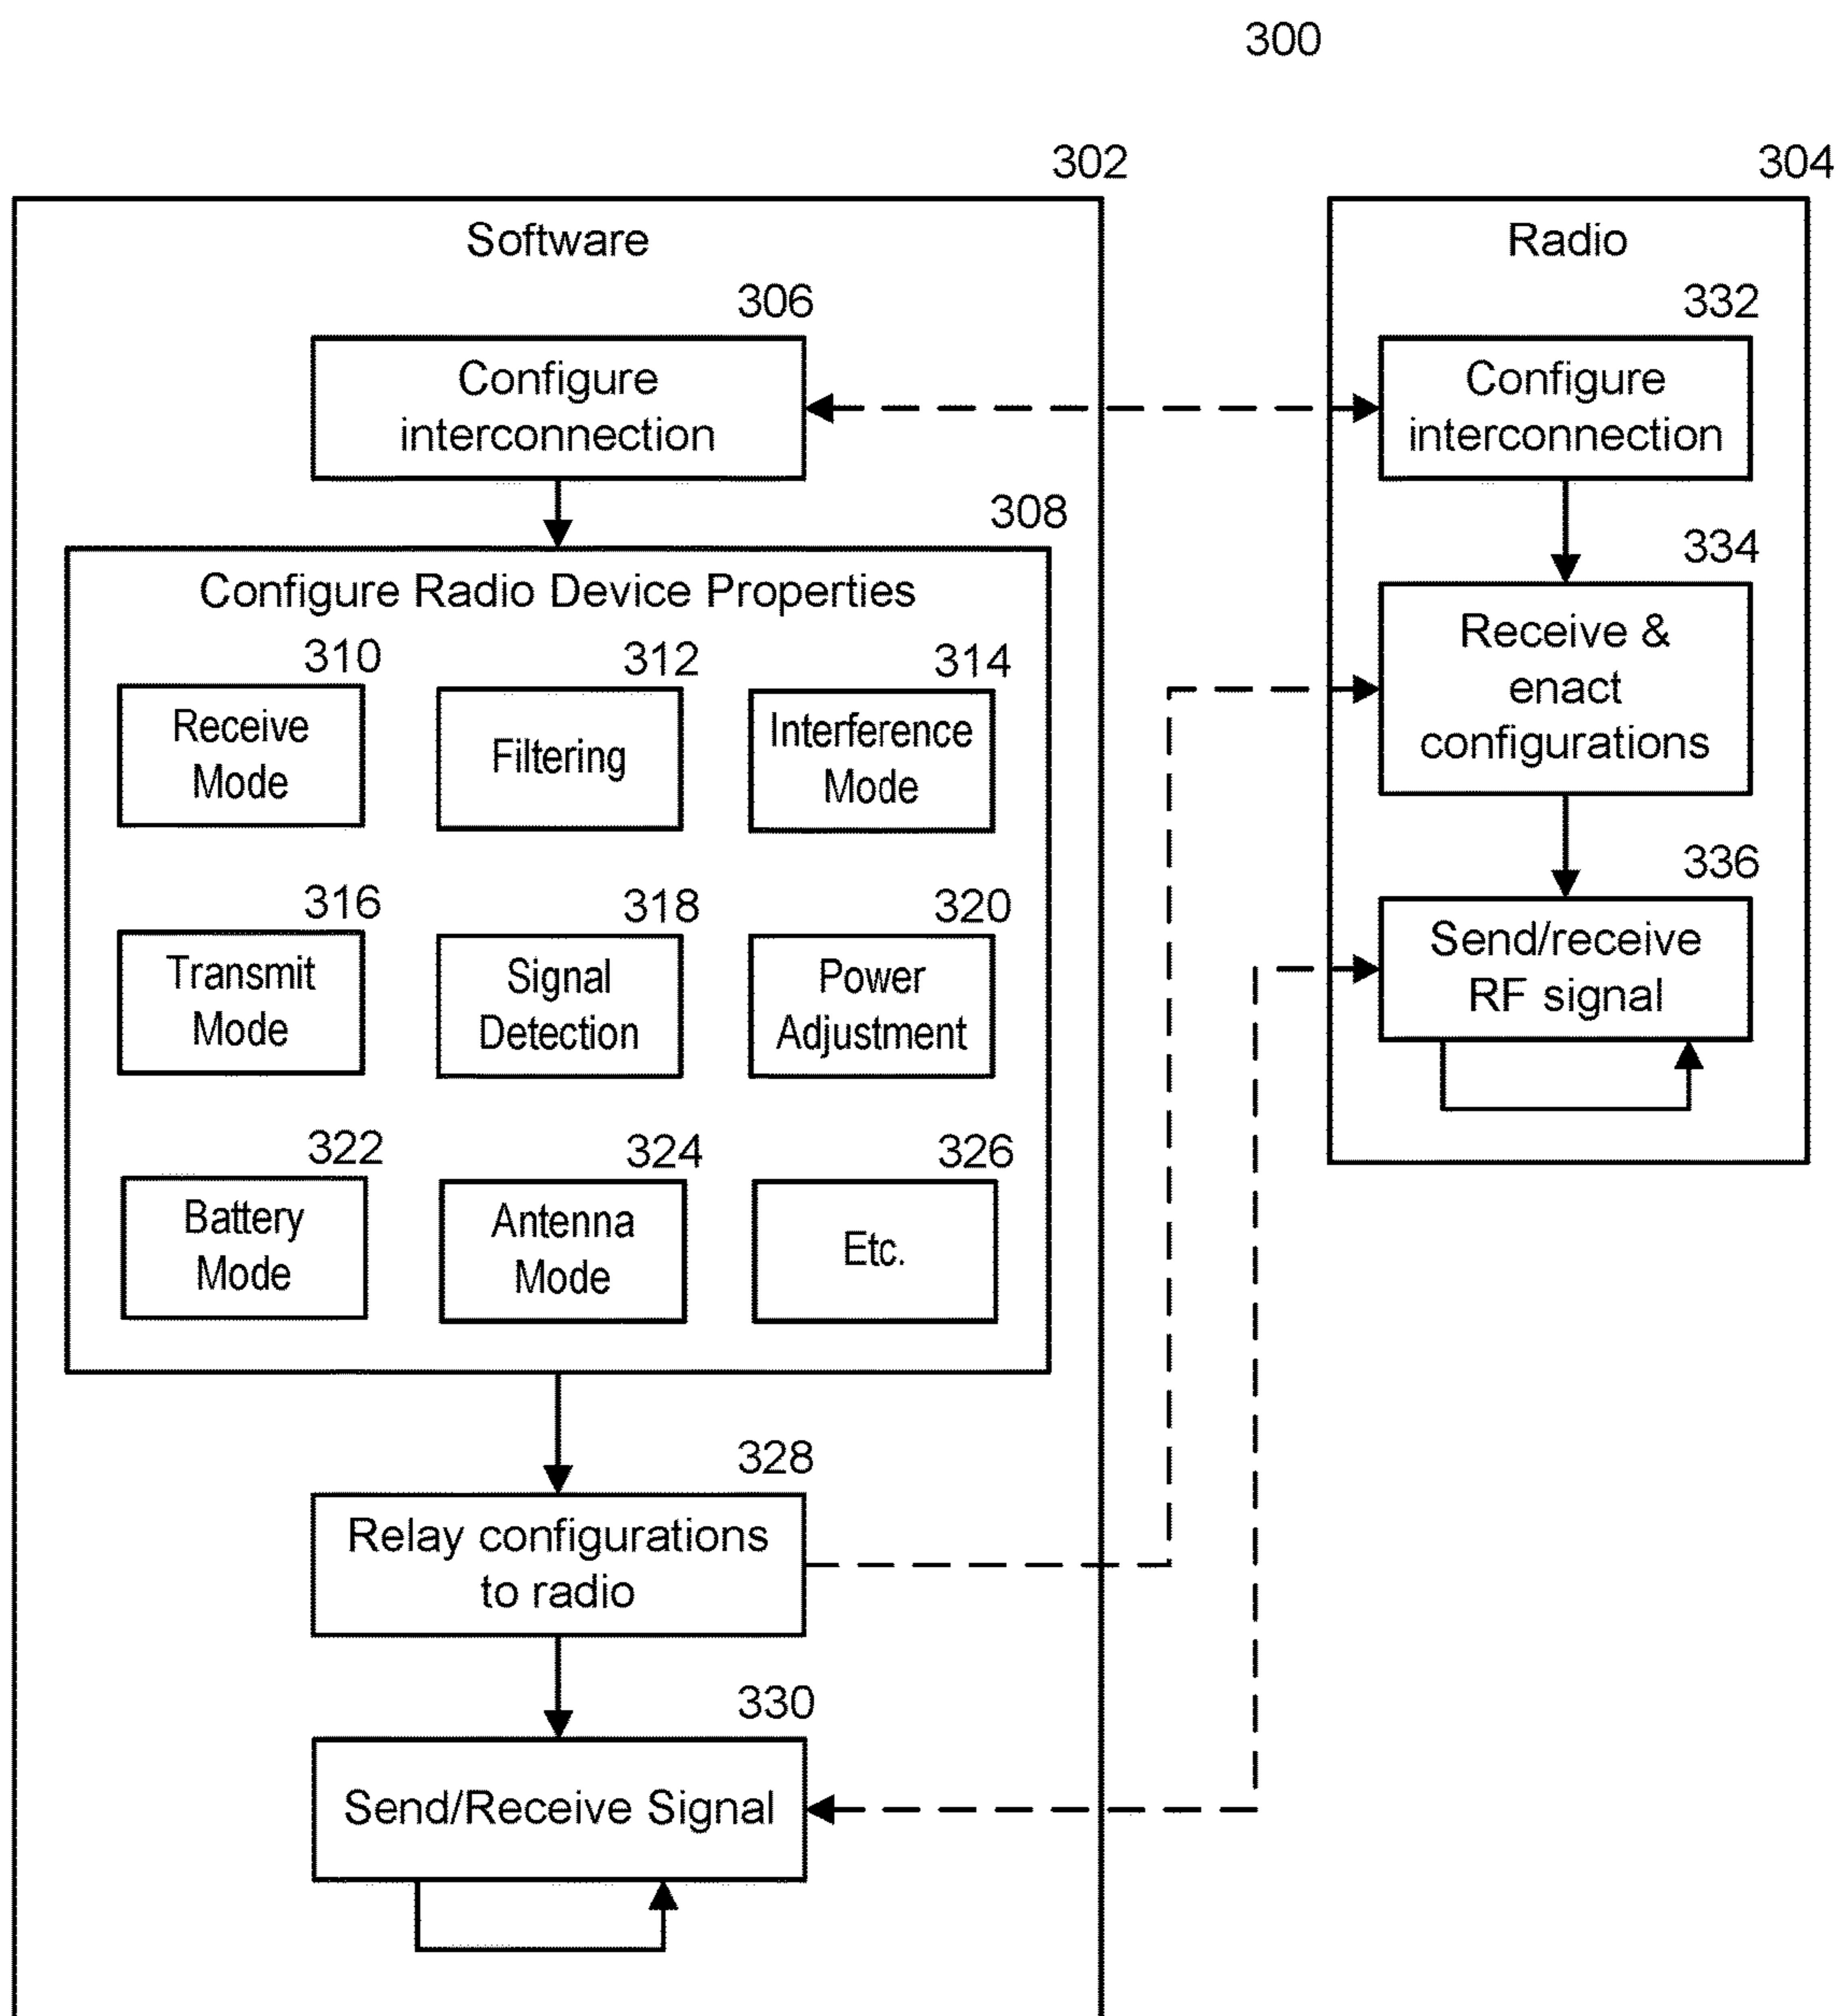 300
302
304
Software
Radio
306
332
Configure
interconnection
Configure
interconnection
308
334
Configure Radio Device Properties
Receive &
enact
configurations
310
312
314
Receive
Mode
Filtering
Interference
Mode
336
Send/receive
RF signal
316
318
320
Transmit
Mode
Signal
Detection
Power
Adjustment
322
324
326
Battery
Mode
Antenna
Mode
Etc.
328
Relay configurations
to radio
330
Send/Receive Signal